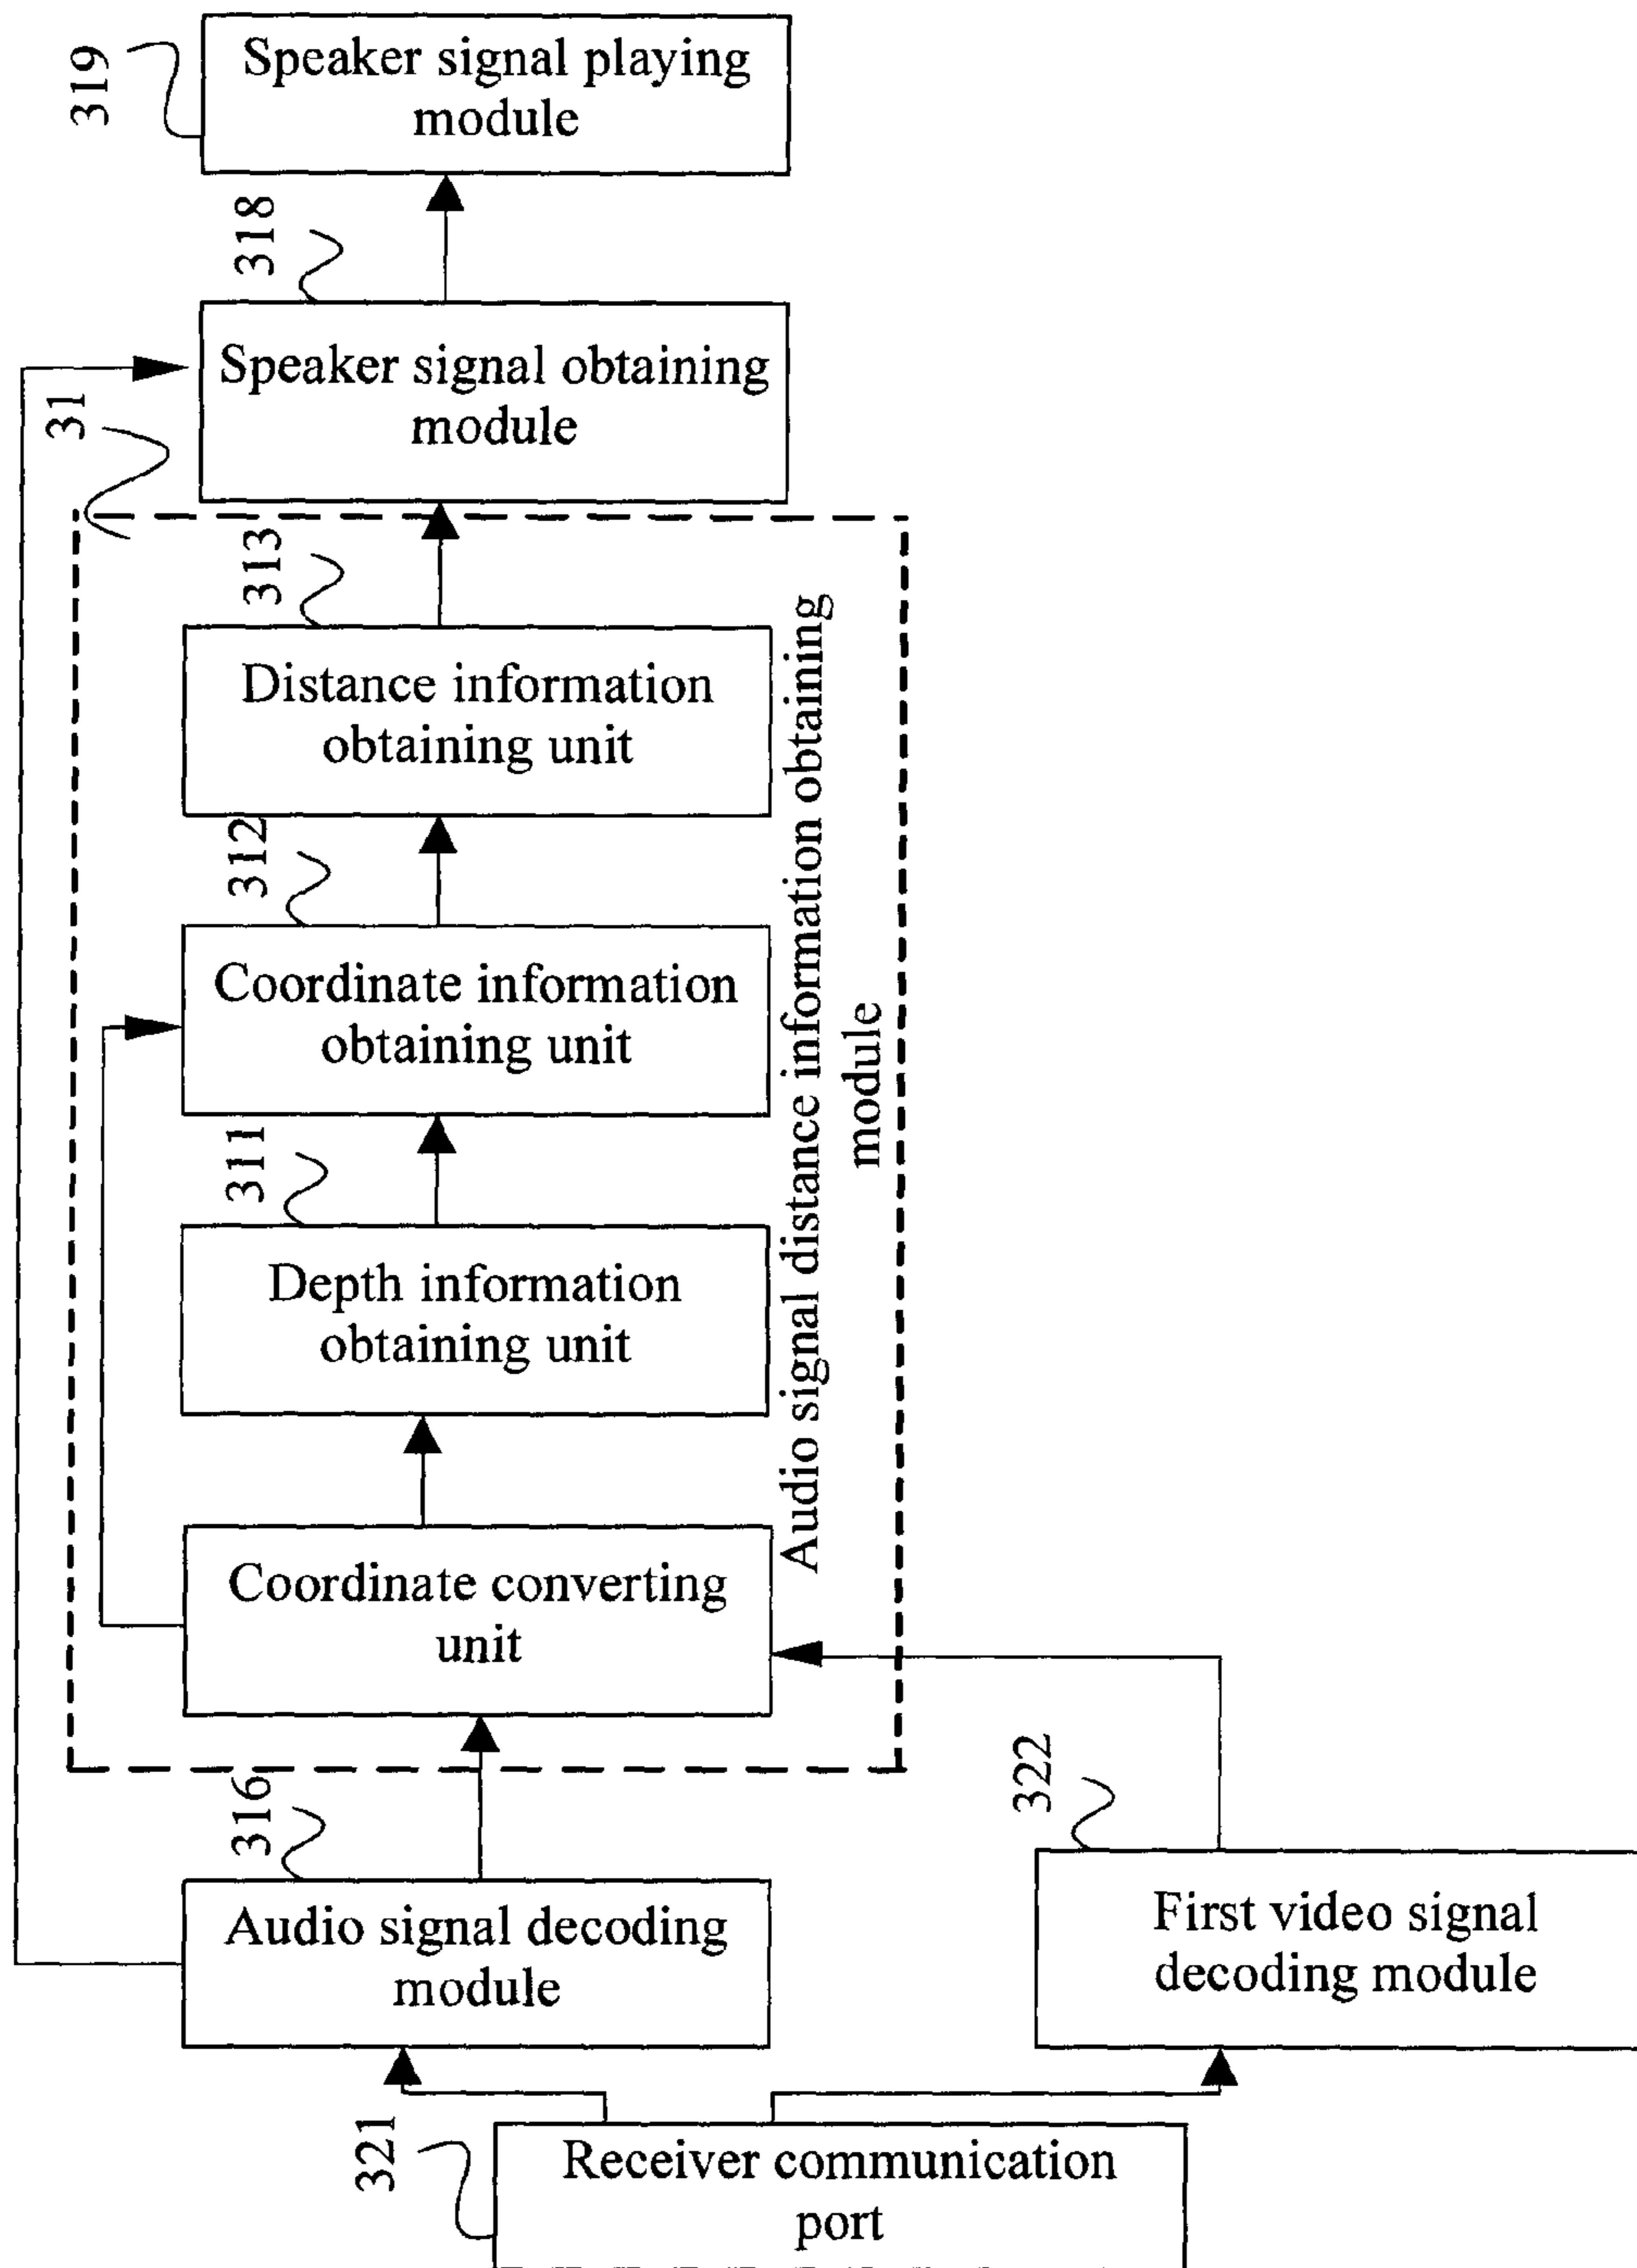 319
Speaker signal playing
module
318
Speaker signal obtaining
module
31
313
Distance information
obtaining unit
312
Coordinate information
obtaining unit
311
Depth information
obtaining unit
Coordinate converting
unit
Audio signal distance information obtaining
module
316
Audio signal decoding
module
322
First video signal
decoding module
321
Receiver communication
port